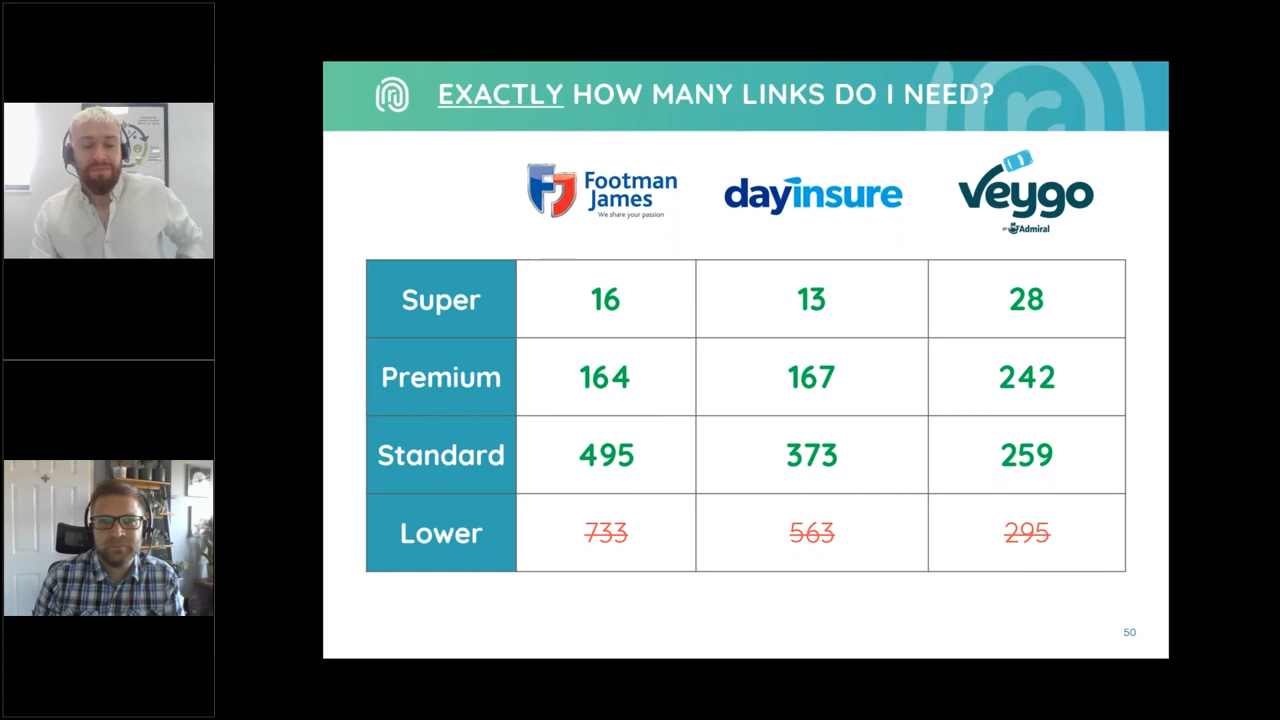 EXACTLY HOW MANY LINKS DO I NEED?
Footman
James
We share your passion
dayinsure
veygo
BY Admiral
Super 16 13 28
Premium 164 167 242
Standard 495 373 259
Lower 733 563 295
50